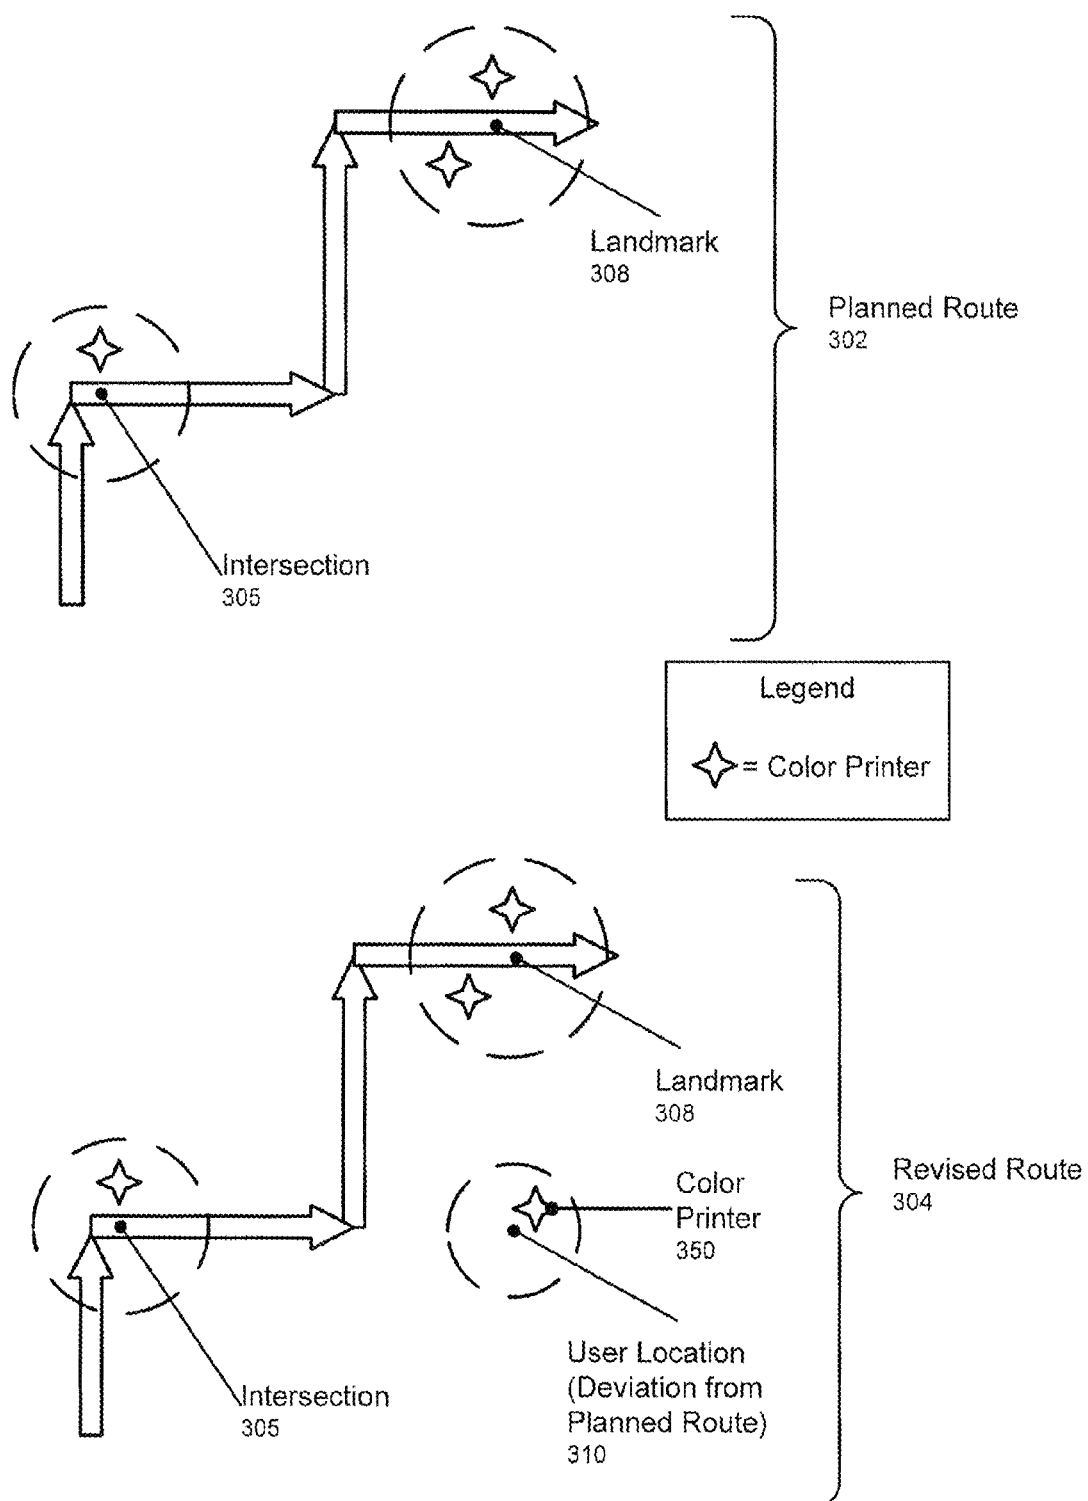 Landmark
308
Planned Route
302
Intersection
305
Legend
= Color Printer
Landmark
308
Color
Printer
350
Revised Route
304
User Location
(Deviation from
Planned Route)
310
Intersection
305